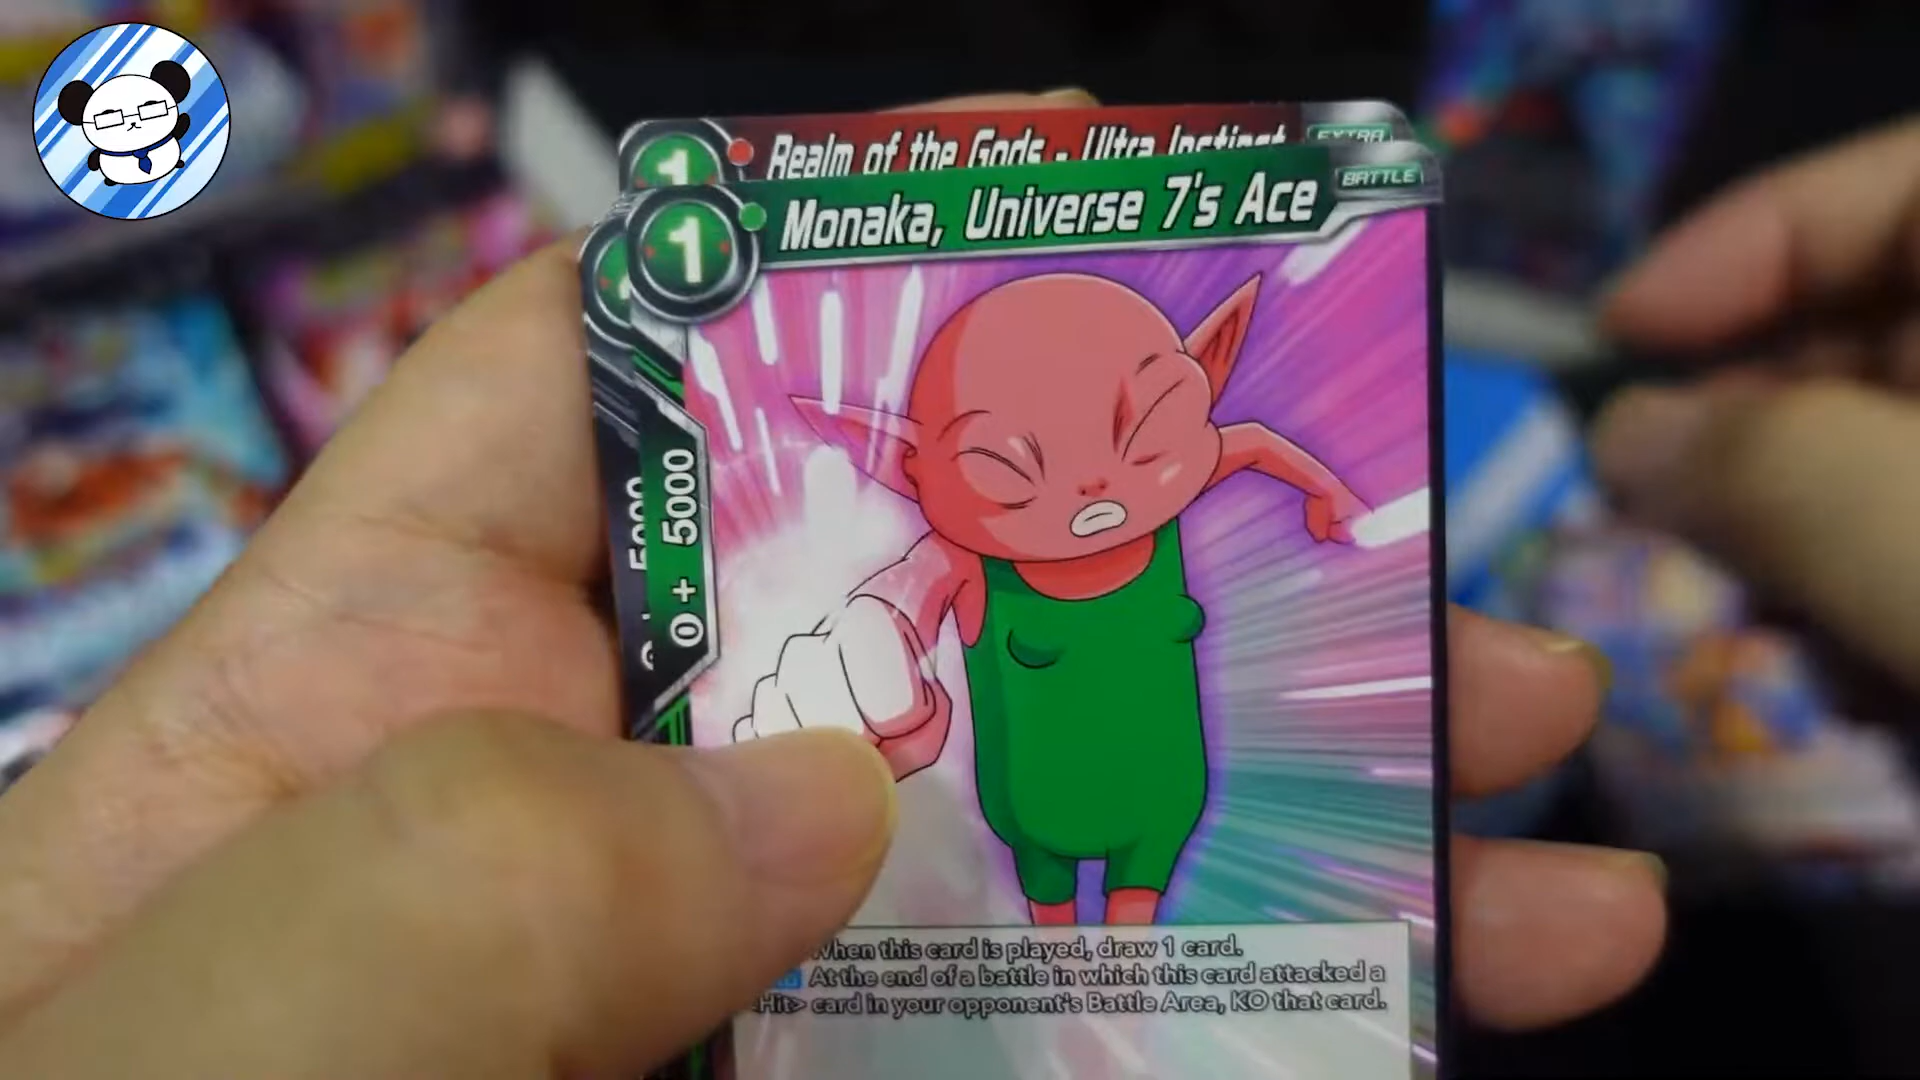 1
Realm of the Gods - Ultra Instinct
EXTRA
1
Monaka, Universe 7's Ace
BATTLE
0 + 5000
5000
When this card is played, draw 1 card.
At the end of a battle in which this card attacked a
<Hit> card in your opponent's Battle Area, KO that card.